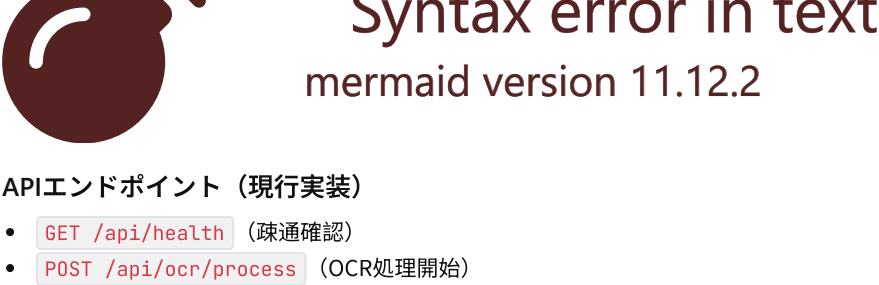 Syntax error in text
mermaid version 11.12.2
APIエンドポイント（現行実装）
GET /api/health（疎通確認）
POST /api/ocr/process（OCR処理開始）